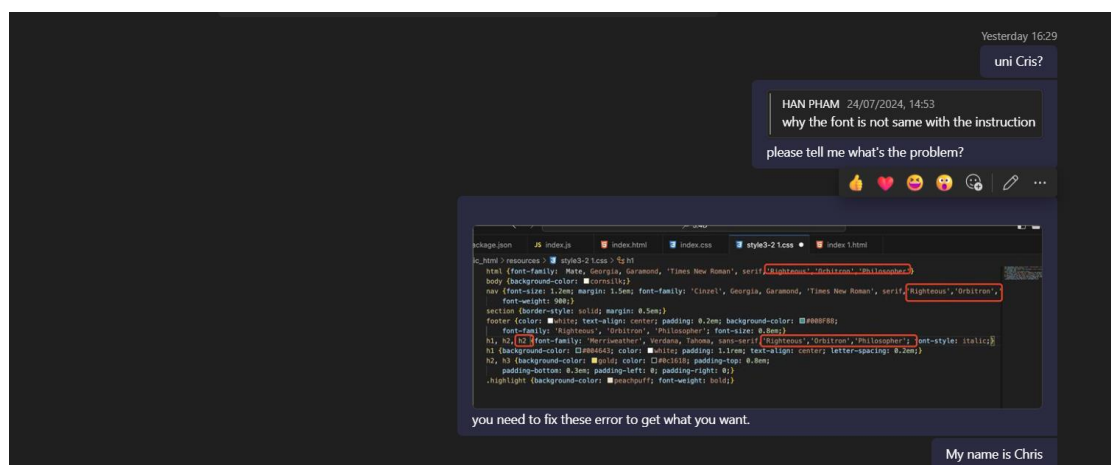 Yesterday 16:29
uni Cris?
HAN PHAM 24/07/2024, 14:53
why the font is not same with the instruction
please tell me what's the problem?
ckage.json JS index.js index.html index.css style3-2 1.css index 1.html
ic_html > resources > style3-2 1.css > h1
html {font-family: Mate, Georgia, Garamond, 'Times New Roman', serif,'Righteous','Orbitron','Philosopher'}
body {background-color: cornsilk;}
nav {font-size: 1.2em; margin: 1.5em; font-family: 'Cinzel', Georgia, Garamond, 'Times New Roman', serif,'Righteous','Orbitron','
font-weight: 900;}
section {border-style: solid; margin: 0.5em;}
footer {color: white; text-align: center; padding: 0.2em; background-color: #008F88;
font-family: 'Righteous', 'Orbitron', 'Philosopher'; font-size: 0.8em;}
h1, h2, h2 {font-family: 'Merriweather', Verdana, Tahoma, sans-serif,'Righteous','Orbitron','Philosopher'; font-style: italic;}
h1 {background-color: #004643; color: white; padding: 1.1rem; text-align: center; letter-spacing: 0.2em;}
h2, h3 {background-color: gold; color: #0c1618; padding-top: 0.8em;
padding-bottom: 0.3em; padding-left: 0; padding-right: 0;}
.highlight {background-color: peachpuff; font-weight: bold;}
you need to fix these error to get what you want.
My name is Chris